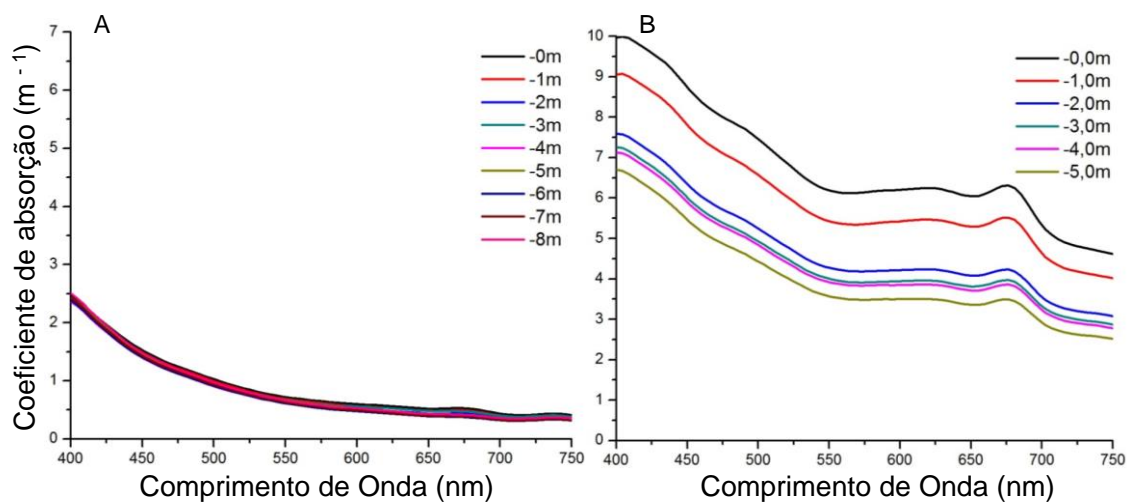 A
Coeficiente de absorção (m⁻¹)
7
6
5
4
3
2
1
0
-0m
-1m
-2m
-3m
-4m
-5m
-6m
-7m
-8m
400 450 500 550 600 650 700 750
Comprimento de Onda (nm)
B
10
9
8
7
6
5
4
3
2
1
0
-0,0m
-1,0m
-2,0m
-3,0m
-4,0m
-5,0m
400 450 500 550 600 650 700 750
Comprimento de Onda (nm)